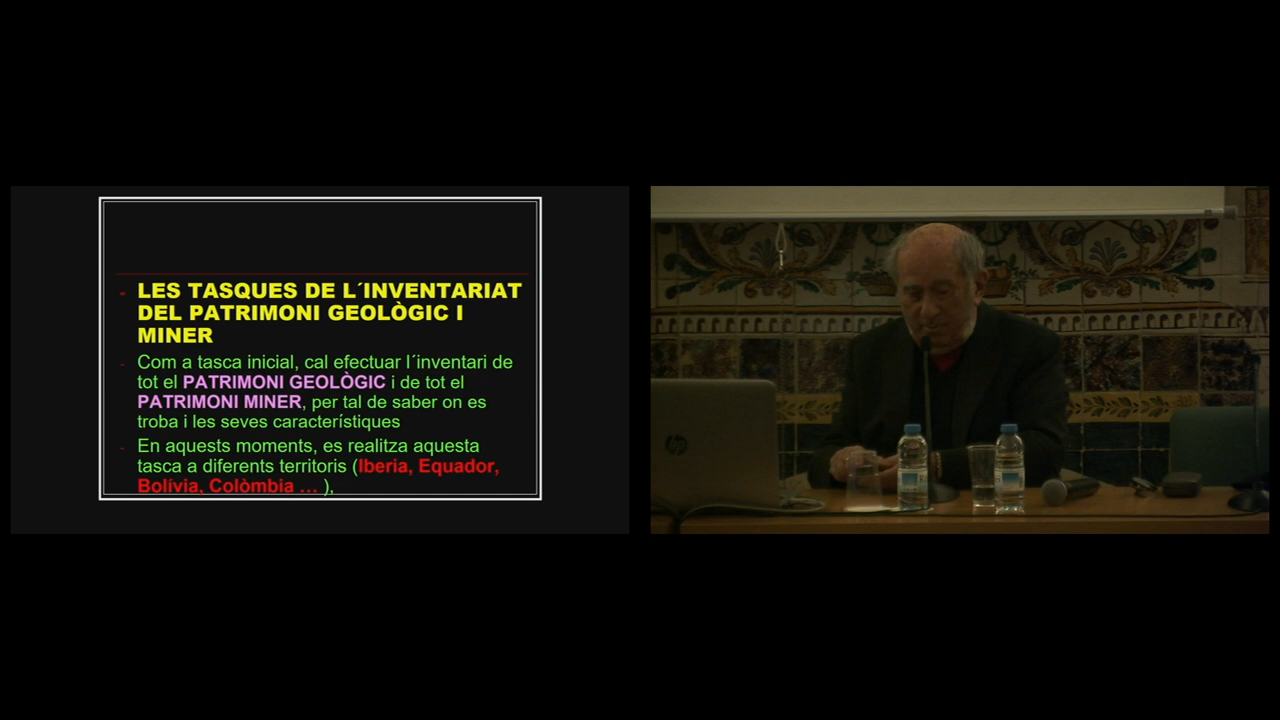 - LES TASQUES DE L´INVENTARIAT
DEL PATRIMONI GEOLÒGIC I
MINER
- Com a tasca inicial, cal efectuar l´inventari de
tot el PATRIMONI GEOLÒGIC i de tot el
PATRIMONI MINER, per tal de saber on es
troba i les seves característiques
- En aquests moments, es realitza aquesta
tasca a diferents territoris (Iberia, Equador,
Bolívia, Colòmbia ... ),
hp